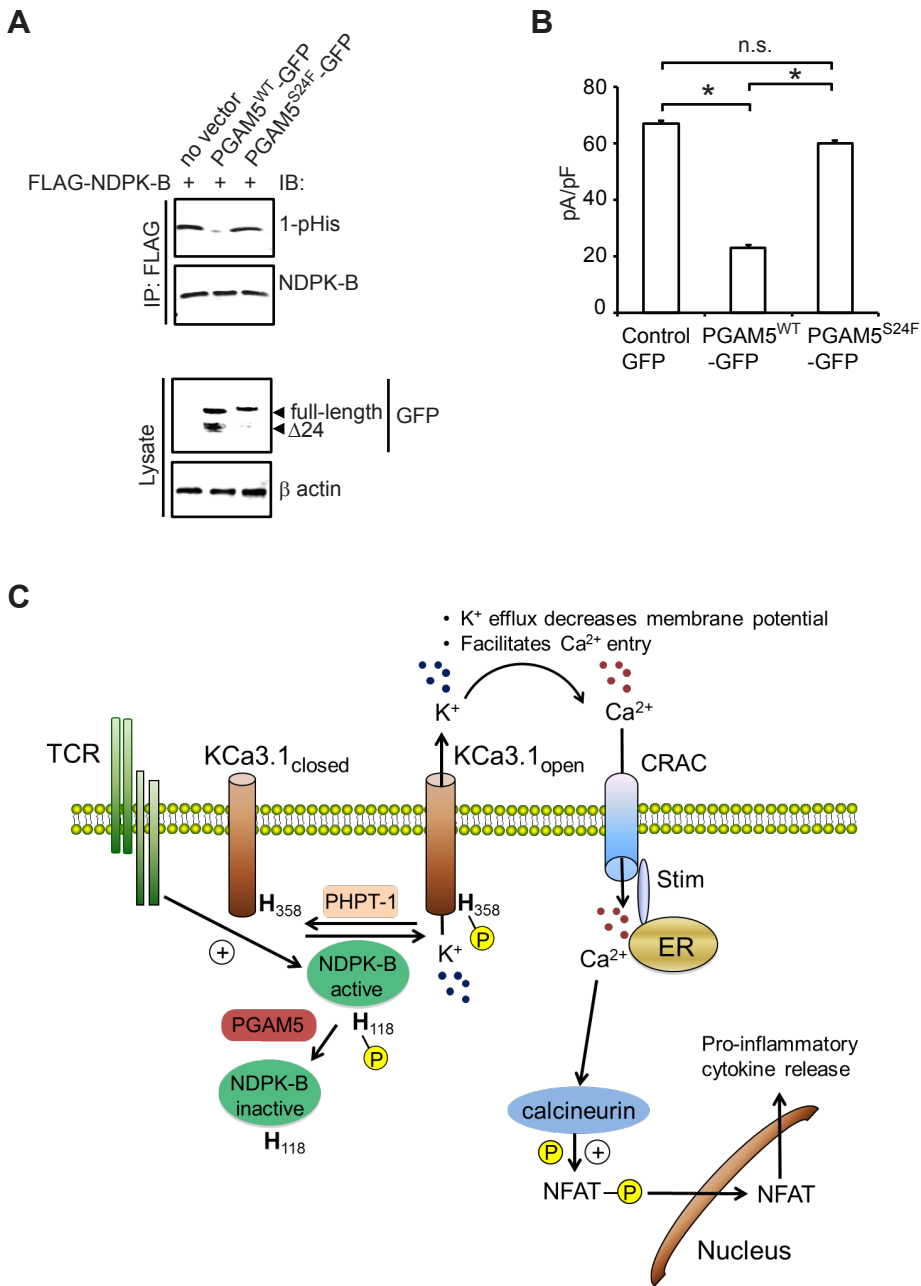 A
no vector
PGAM5WT-GFP
PGAM5S24F-GFP
FLAG-NDPK-B + + + IB:
IP: FLAG
1-pHis
NDPK-B
Lysate
full-length
Δ24
GFP
β actin
B
n.s.
* *
pA/pF
80
60
40
20
0
Control GFP
PGAM5WT -GFP
PGAM5S24F -GFP
C
• K+ efflux decreases membrane potential
• Facilitates Ca2+ entry
K+
Ca2+
TCR
KCa3.1closed
KCa3.1open
CRAC
H358
PHPT-1
H358
P
Stim
+
NDPK-B
active
K+
Ca2+
ER
PGAM5
H118
P
NDPK-B
inactive
H118
Pro-inflammatory
cytokine release
calcineurin
P +
NFAT P
NFAT
Nucleus